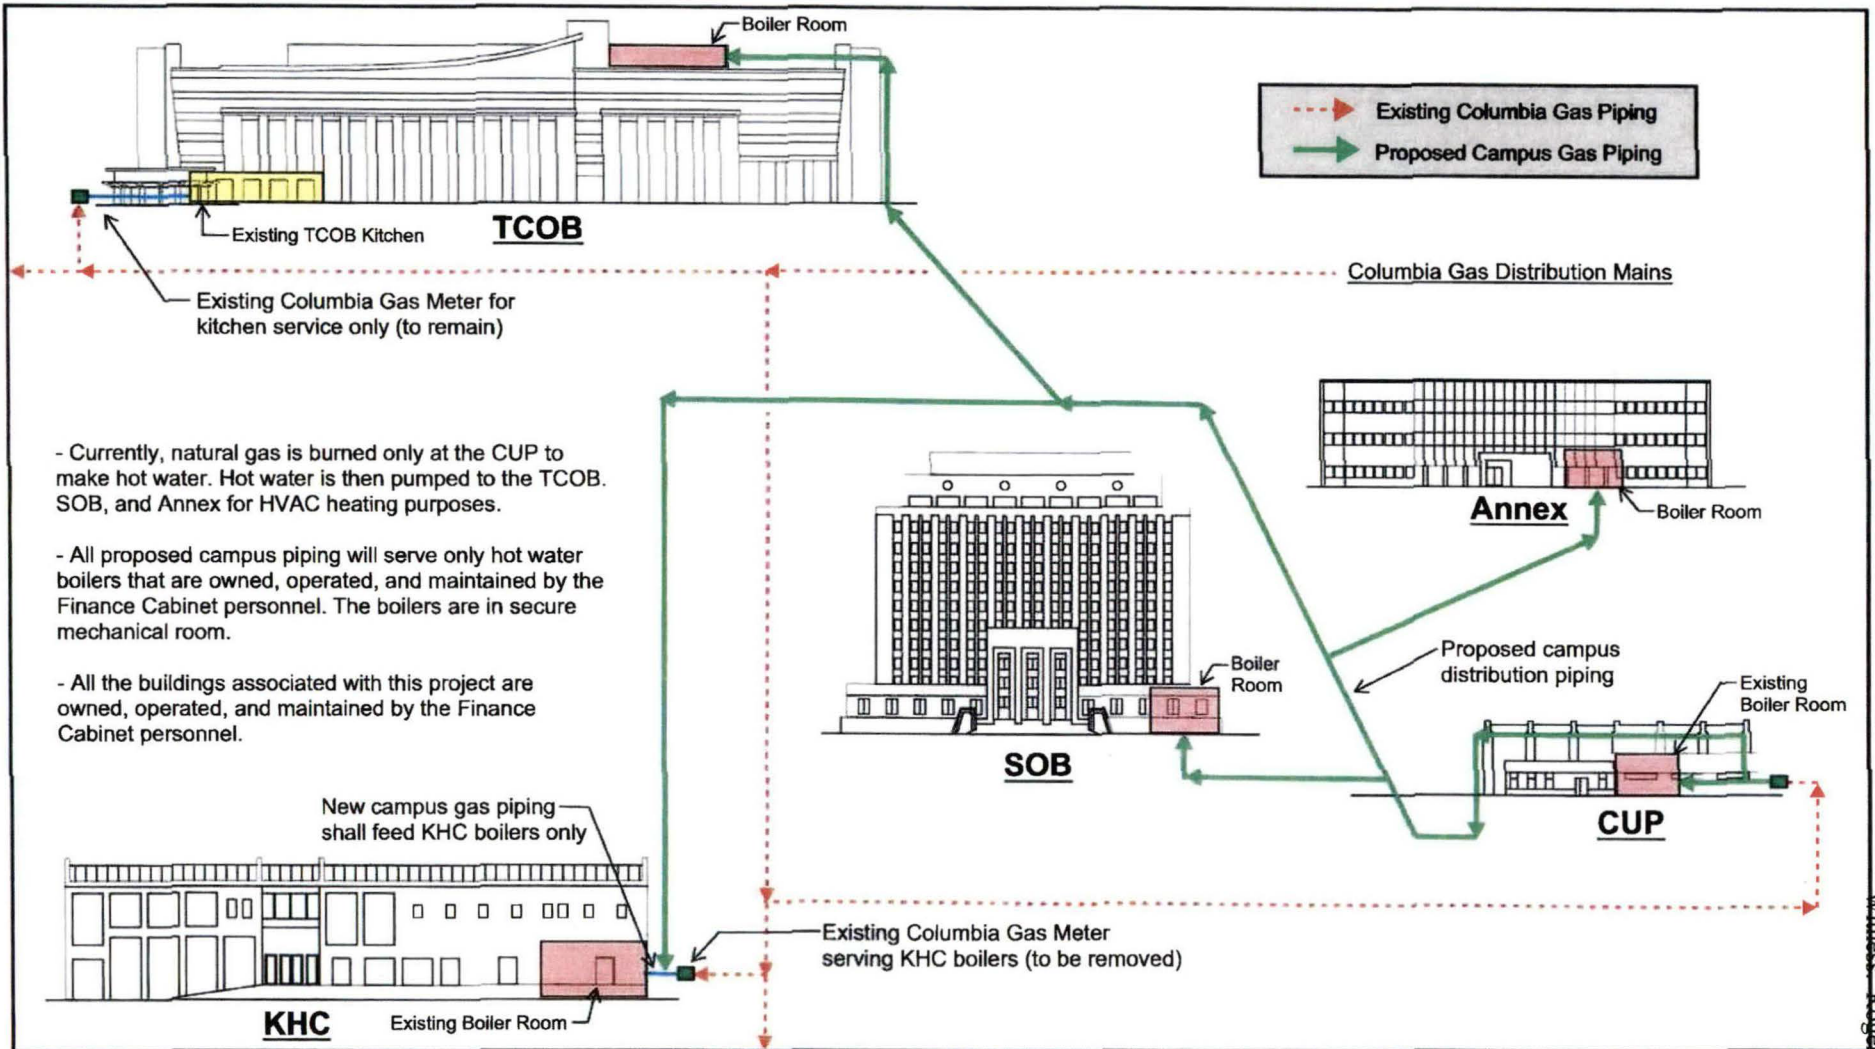 Boiler Room
Existing Columbia Gas Piping
Proposed Campus Gas Piping
Existing TCOB Kitchen
TCOB
Columbia Gas Distribution Mains
Existing Columbia Gas Meter for
kitchen service only (to remain)
- Currently, natural gas is burned only at the CUP to
make hot water. Hot water is then pumped to the TCOB.
SOB, and Annex for HVAC heating purposes.
- All proposed campus piping will serve only hot water
boilers that are owned, operated, and maintained by the
Finance Cabinet personnel. The boilers are in secure
mechanical room.
- All the buildings associated with this project are
owned, operated, and maintained by the Finance
Cabinet personnel.
Annex
Boiler Room
Boiler
Room
SOB
Proposed campus
distribution piping
Existing
Boiler Room
CUP
New campus gas piping
shall feed KHC boilers only
Existing Columbia Gas Meter
serving KHC boilers (to be removed)
KHC
Existing Boiler Room